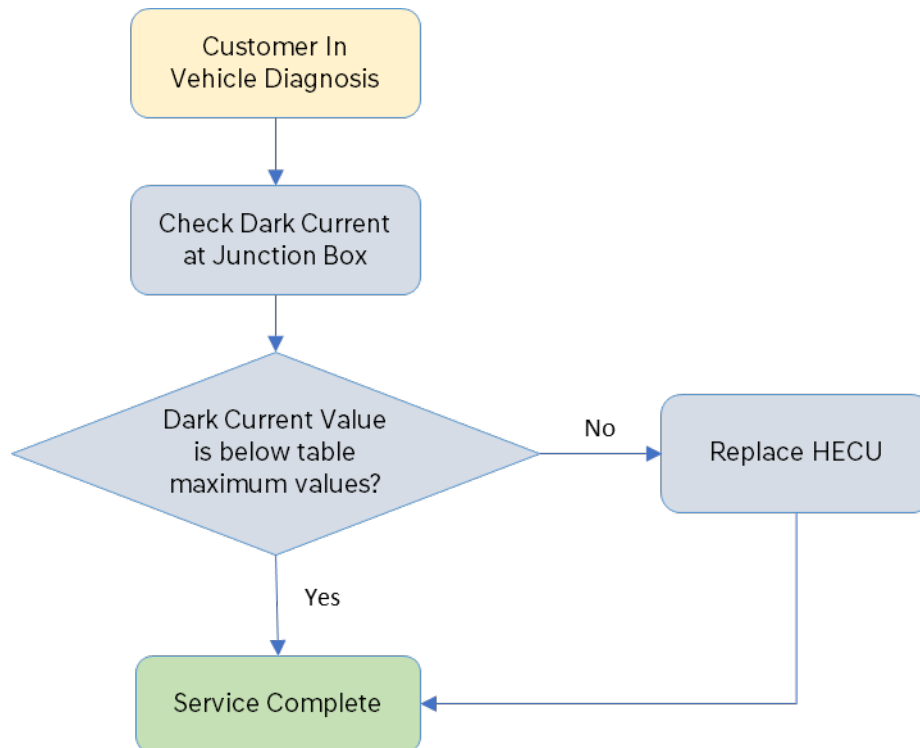 Customer In
Vehicle Diagnosis
Check Dark Current
at Junction Box
Dark Current Value
is below table
maximum values?
No
Replace HECU
Yes
Service Complete